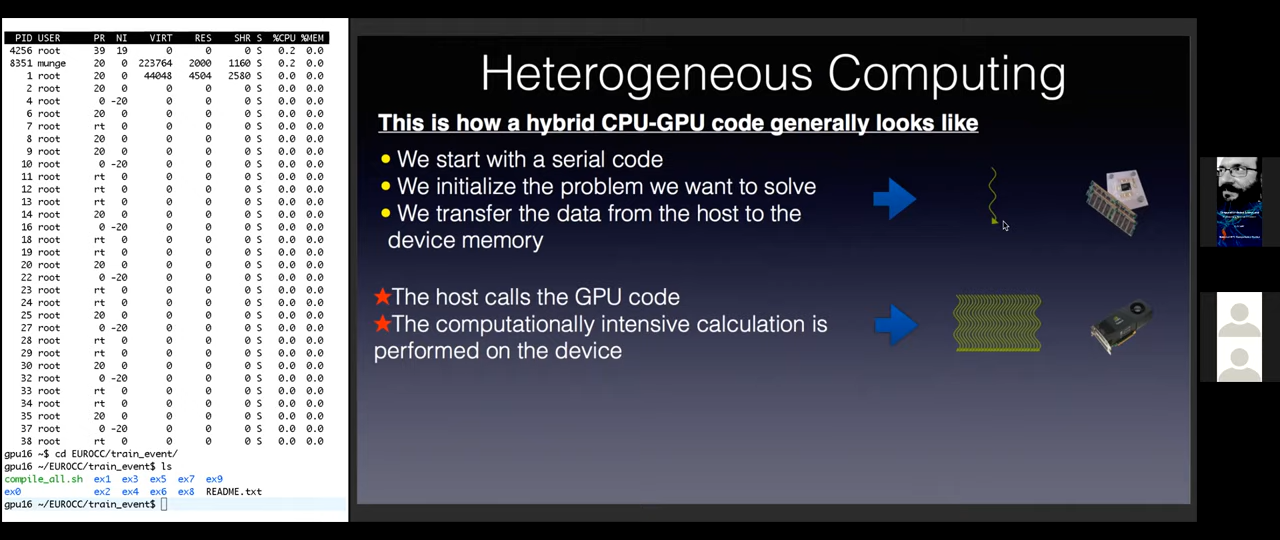 PID USER PR NI VIRT RES SHR S %CPU %MEM
4256 root 39 19 0 0 0 S 0.2 0.0
8351 munge 20 0 223764 2000 1160 S 0.2 0.0
1 root 20 0 44048 4504 2580 S 0.0 0.0
2 root 20 0 0 0 0 S 0.0 0.0
4 root 0 -20 0 0 0 S 0.0 0.0
6 root 20 0 0 0 0 S 0.0 0.0
7 root rt 0 0 0 0 S 0.0 0.0
8 root 20 0 0 0 0 S 0.0 0.0
9 root 20 0 0 0 0 S 0.0 0.0
10 root 0 -20 0 0 0 S 0.0 0.0
11 root rt 0 0 0 0 S 0.0 0.0
12 root rt 0 0 0 0 S 0.0 0.0
13 root rt 0 0 0 0 S 0.0 0.0
14 root 20 0 0 0 0 S 0.0 0.0
16 root 0 -20 0 0 0 S 0.0 0.0
18 root rt 0 0 0 0 S 0.0 0.0
19 root rt 0 0 0 0 S 0.0 0.0
20 root 20 0 0 0 0 S 0.0 0.0
22 root 0 -20 0 0 0 S 0.0 0.0
23 root rt 0 0 0 0 S 0.0 0.0
24 root rt 0 0 0 0 S 0.0 0.0
25 root 20 0 0 0 0 S 0.0 0.0
27 root 0 -20 0 0 0 S 0.0 0.0
28 root rt 0 0 0 0 S 0.0 0.0
29 root rt 0 0 0 0 S 0.0 0.0
30 root 20 0 0 0 0 S 0.0 0.0
32 root 0 -20 0 0 0 S 0.0 0.0
33 root rt 0 0 0 0 S 0.0 0.0
34 root rt 0 0 0 0 S 0.0 0.0
35 root 20 0 0 0 0 S 0.0 0.0
37 root 0 -20 0 0 0 S 0.0 0.0
38 root rt 0 0 0 0 S 0.0 0.0
gpu16 ~$ cd EUROCC/train_event/
gpu16 ~/EUROCC/train_event$ ls
compile_all.sh ex1 ex3 ex5 ex7 ex9
ex0 ex2 ex4 ex6 ex8 README.txt
gpu16 ~/EUROCC/train_event$
Heterogeneous Computing
This is how a hybrid CPU-GPU code generally looks like
• We start with a serial code
• We initialize the problem we want to solve
• We transfer the data from the host to the
device memory
★The host calls the GPU code
★The computationally intensive calculation is
performed on the device